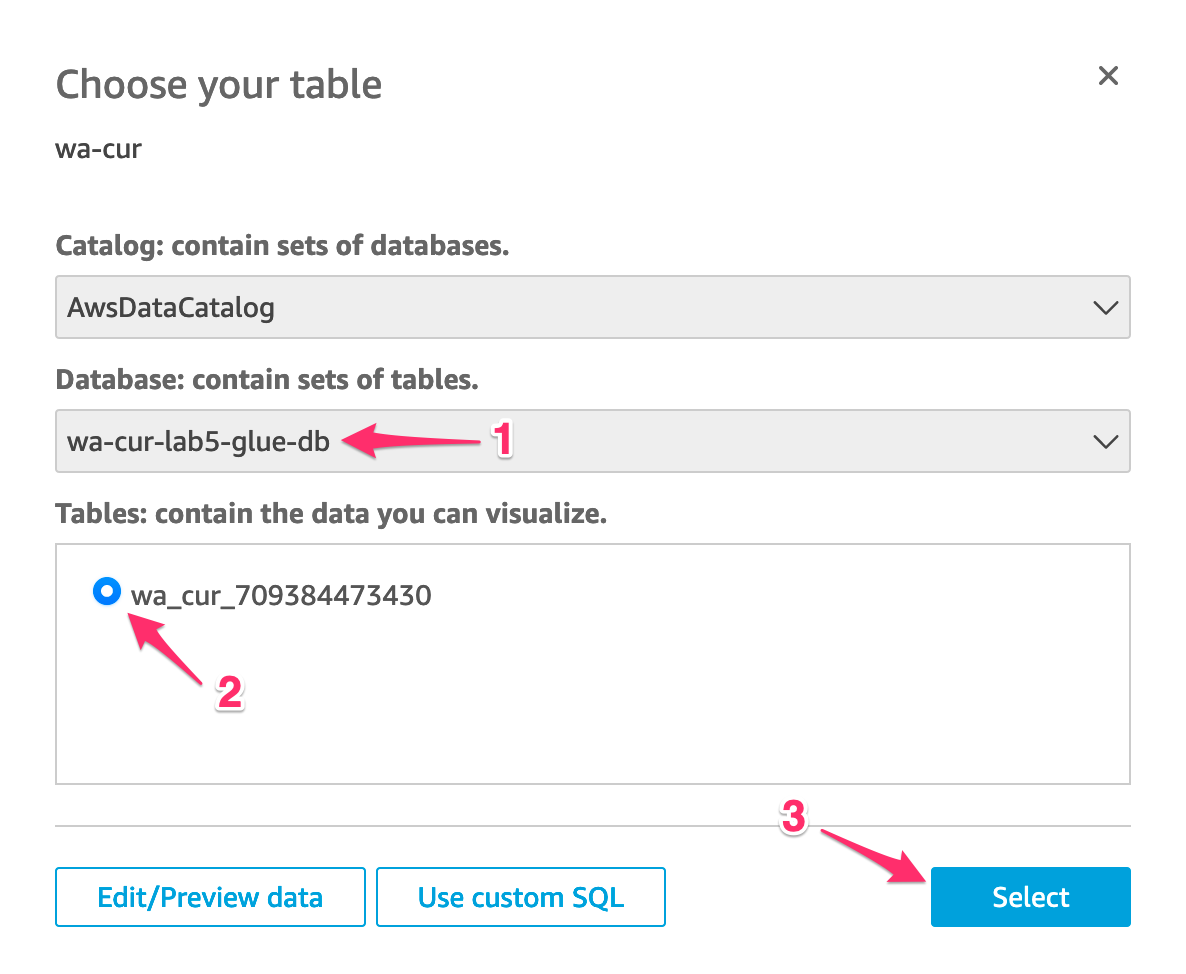 Choose your table
wa-cur
Catalog: contain sets of databases.
AwsDataCatalog
Database: contain sets of tables.
wa-cur-lab5-glue-db 1
Tables: contain the data you can visualize.
wa_cur_709384473430
2
3
Edit/Preview data Use custom SQL Select